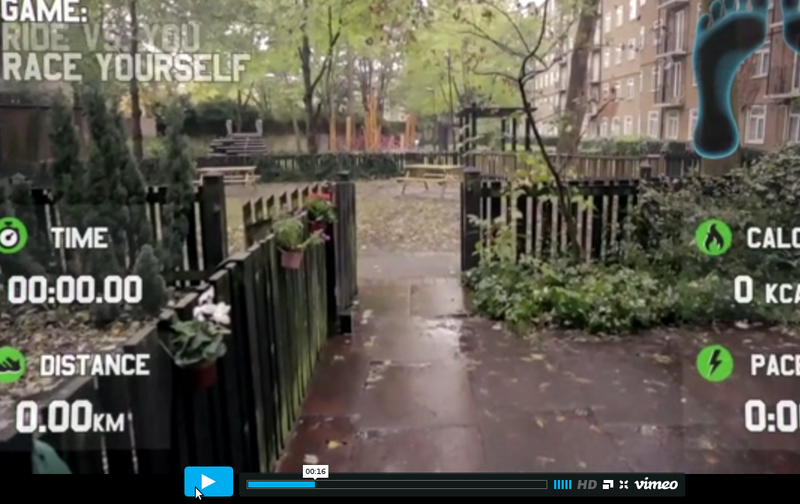 GAME:
RIDE VS. YOU
RACE YOURSELF
TIME
00:00.00
DISTANCE
0.00KM
CALO
0 KCA
PACE
0:0
00:16
HD
vimeo